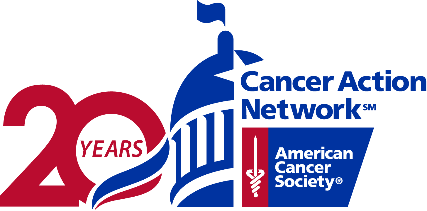 20
YEARS
Cancer Action
Network℠
American
Cancer
Society®